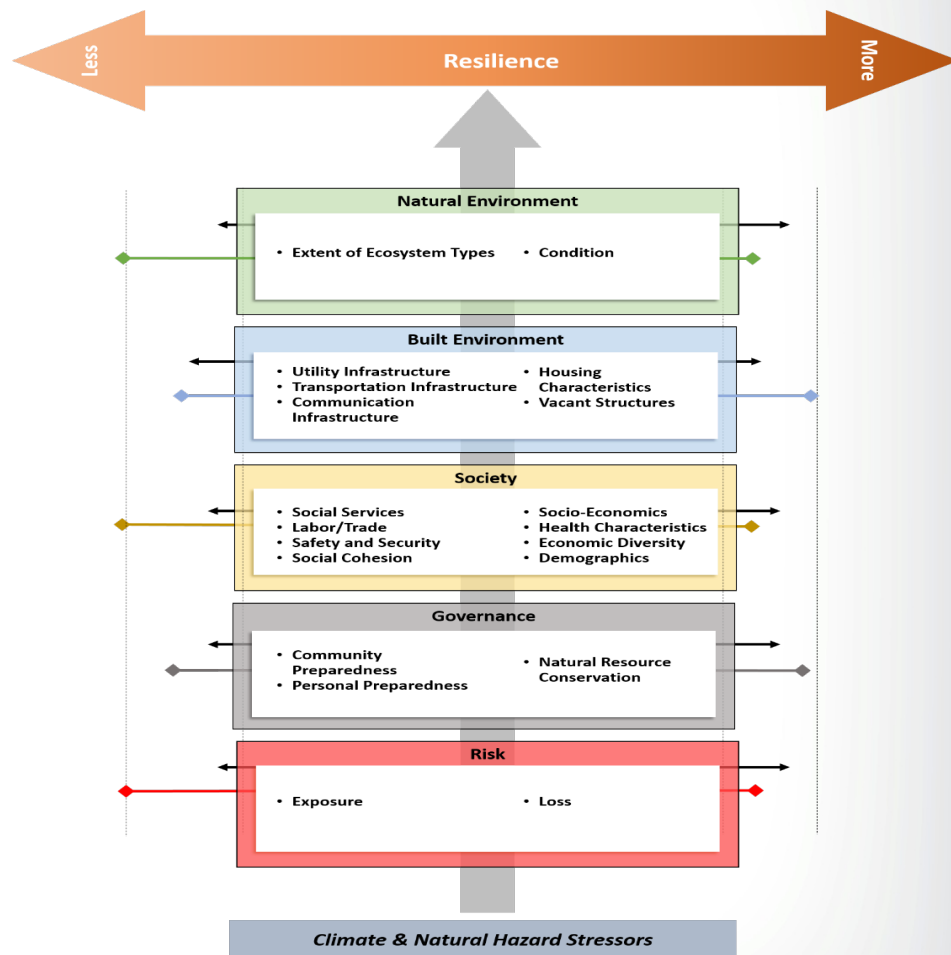 Less
Resilience
More
Natural Environment
• Extent of Ecosystem Types
• Condition
Built Environment
• Utility Infrastructure
• Transportation Infrastructure
• Communication
Infrastructure
• Housing
Characteristics
• Vacant Structures
Society
• Social Services
• Labor/Trade
• Safety and Security
• Social Cohesion
• Socio-Economics
• Health Characteristics
• Economic Diversity
• Demographics
Governance
• Community
Preparedness
• Personal Preparedness
• Natural Resource
Conservation
Risk
• Exposure
• Loss
Climate & Natural Hazard Stressors